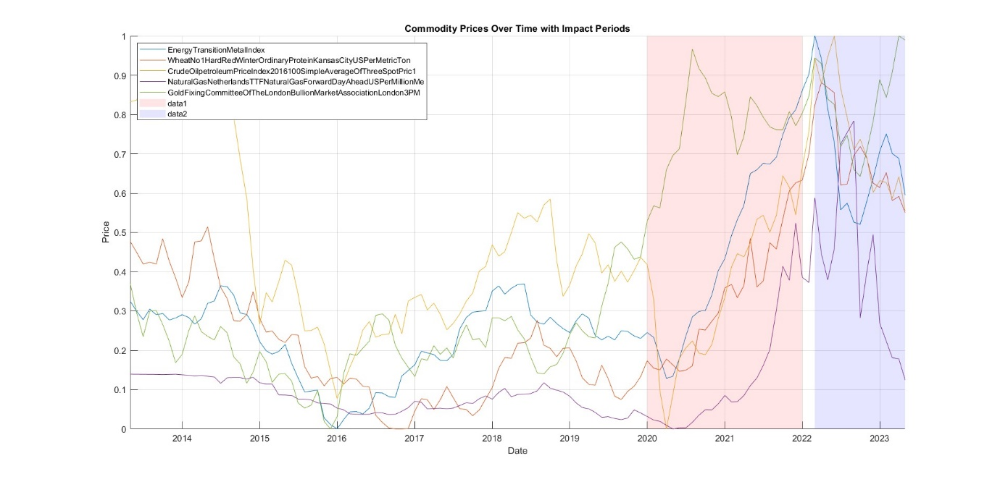 Commodity Prices Over Time with Impact Periods
1
0.9
0.8
0.7
0.6
0.5
0.4
0.3
0.2
0.1
0
Price
EnergyTransitionMetalIndex
WheatNo1HardRedWinterOrdinaryProteinKansasCityUSPerMetricTon
CrudeOilpetroleumPriceIndex2016100SimpleAverageOfThreeSpotPric1
NaturalGasNetherlandsTTFNaturalGasForwardDayAheadUSPerMillionMe
GoldFixingCommitteeOfTheLondonBullionMarketAssociationLondon3PM
data1
data2
2014 2015 2016 2017 2018 2019 2020 2021 2022 2023
Date